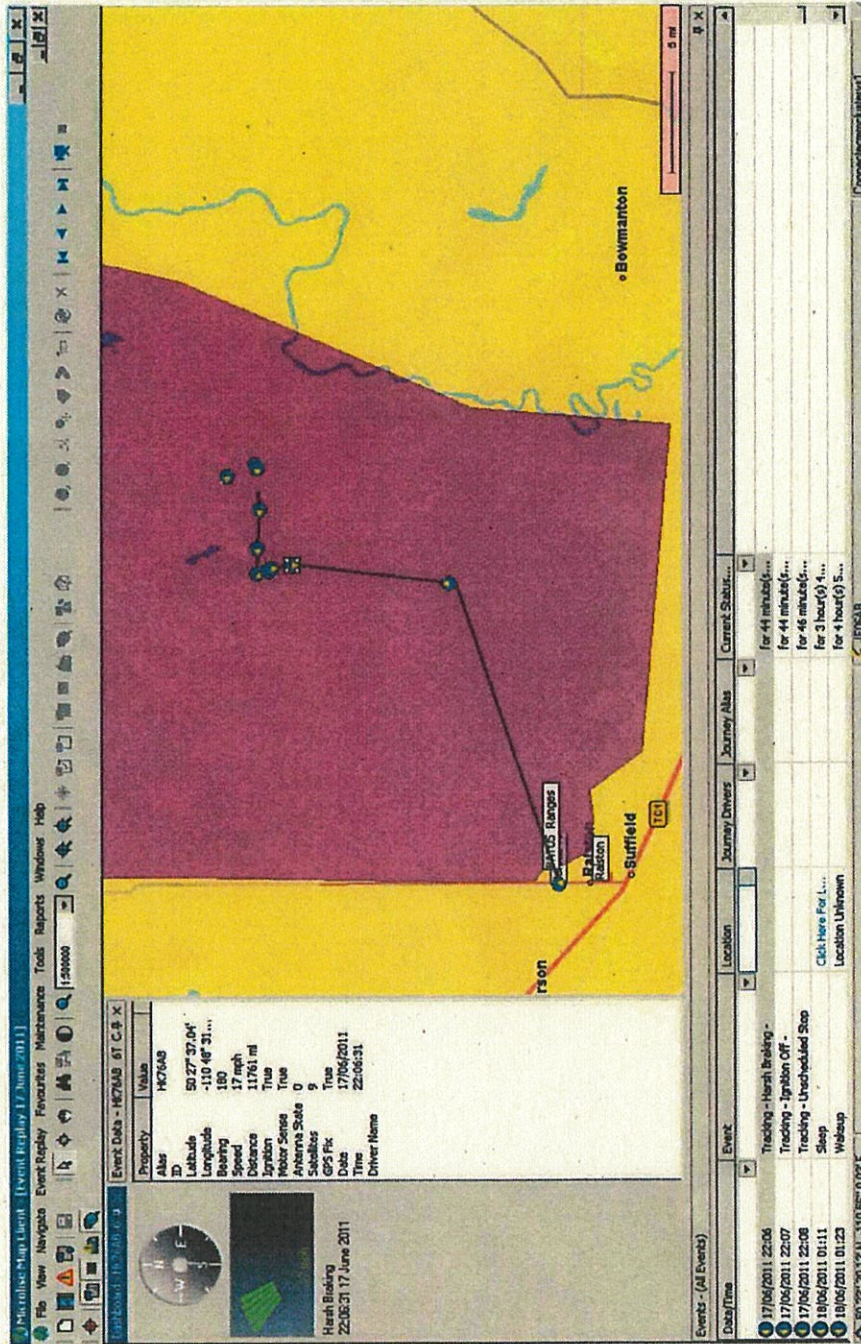 Microlise Map Client - [Event Replay 17 June 2011]
File View Navigate Event Replay Favourites Maintenance Tools Reports Windows Help
1:500000
Dashboard: HK76AB
Harsh Braking
22:06:31 17 June 2011
N
W E
S
Event Data - HK76AB 6T C
Property Value
Alias HK76AB
ID
Latitude 50 27' 37.04'
Longitude -110 48' 31....
Bearing 180
Speed 17 mph
Distance 11761 ml
Ignition True
Motor Sense True
Antenna State 0
Satellites 9
GPS Fix True
Date 17/06/2011
Time 22:06:31
Driver Name
BATUS Ranges
Ralston
Suffield
TC1
rson
Bowmanton
5 ml
Events - (All Events)
Date/Time Event Location Journey Drivers Journey Alias Current Status...
17/06/2011 22:06 Tracking - Harsh Braking - for 44 minute(s...
17/06/2011 22:07 Tracking - Ignition Off - for 44 minute(s...
17/06/2011 22:08 Tracking - Unscheduled Stop for 46 minute(s...
18/06/2011 01:11 Sleep Click Here For L... for 3 hour(s) 4...
18/06/2011 01:23 Wakeup Location Unknown for 4 hour(s) 5...